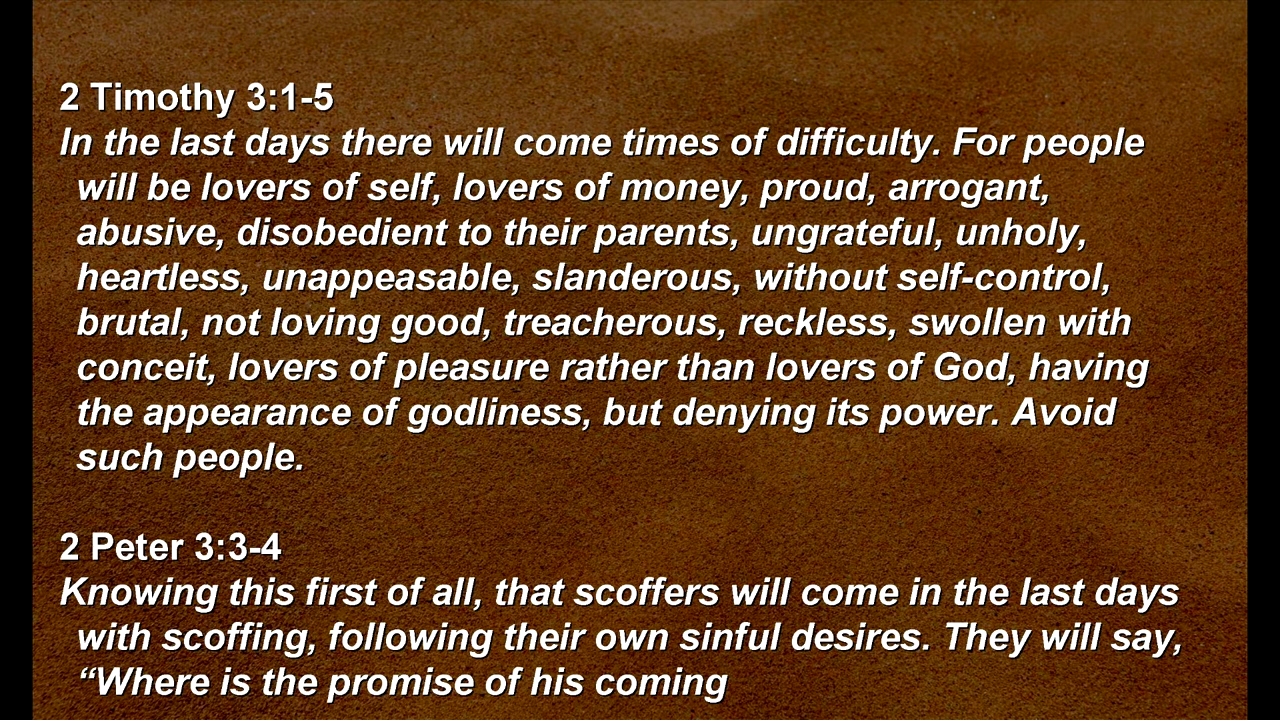 2 Timothy 3:1-5
In the last days there will come times of difficulty. For people
will be lovers of self, lovers of money, proud, arrogant,
abusive, disobedient to their parents, ungrateful, unholy,
heartless, unappeasable, slanderous, without self-control,
brutal, not loving good, treacherous, reckless, swollen with
conceit, lovers of pleasure rather than lovers of God, having
the appearance of godliness, but denying its power. Avoid
such people.
2 Peter 3:3-4
Knowing this first of all, that scoffers will come in the last days
with scoffing, following their own sinful desires. They will say,
“Where is the promise of his coming